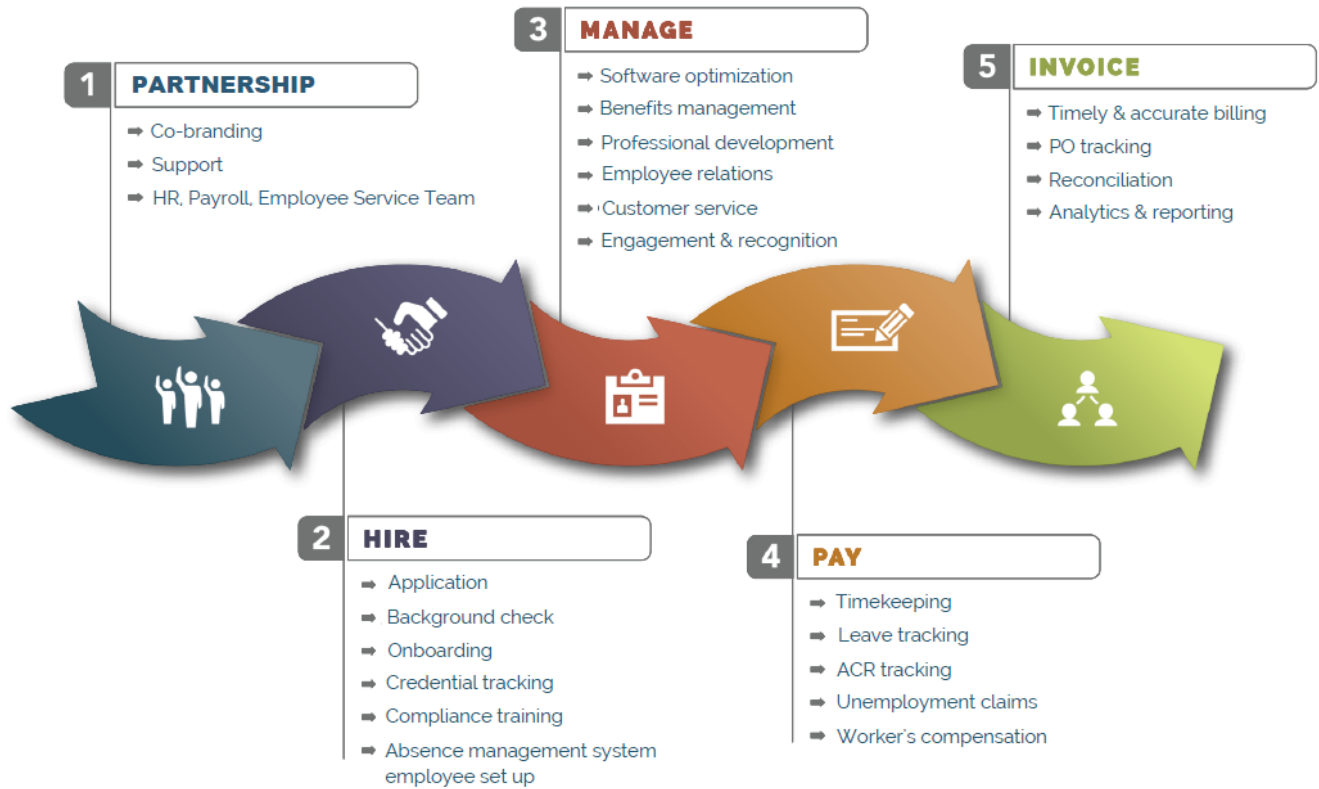 1 PARTNERSHIP
Co-branding
Support
HR, Payroll, Employee Service Team
2 HIRE
Application
Background check
Onboarding
Credential tracking
Compliance training
Absence management system
employee set up
3 MANAGE
Software optimization
Benefits management
Professional development
Employee relations
Customer service
Engagement & recognition
4 PAY
Timekeeping
Leave tracking
ACR tracking
Unemployment claims
Worker's compensation
5 INVOICE
Timely & accurate billing
PO tracking
Reconciliation
Analytics & reporting